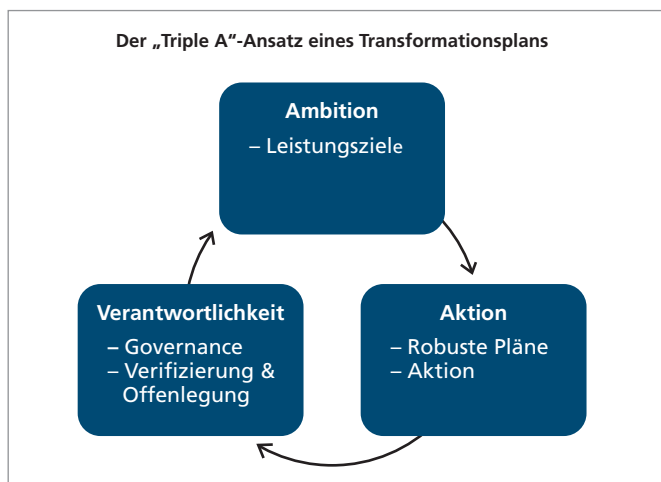 Der „Triple A“-Ansatz eines Transformationsplans
Ambition
– Leistungsziele
Verantwortlichkeit
– Governance
– Verifizierung &
Offenlegung
Aktion
– Robuste Pläne
– Aktion